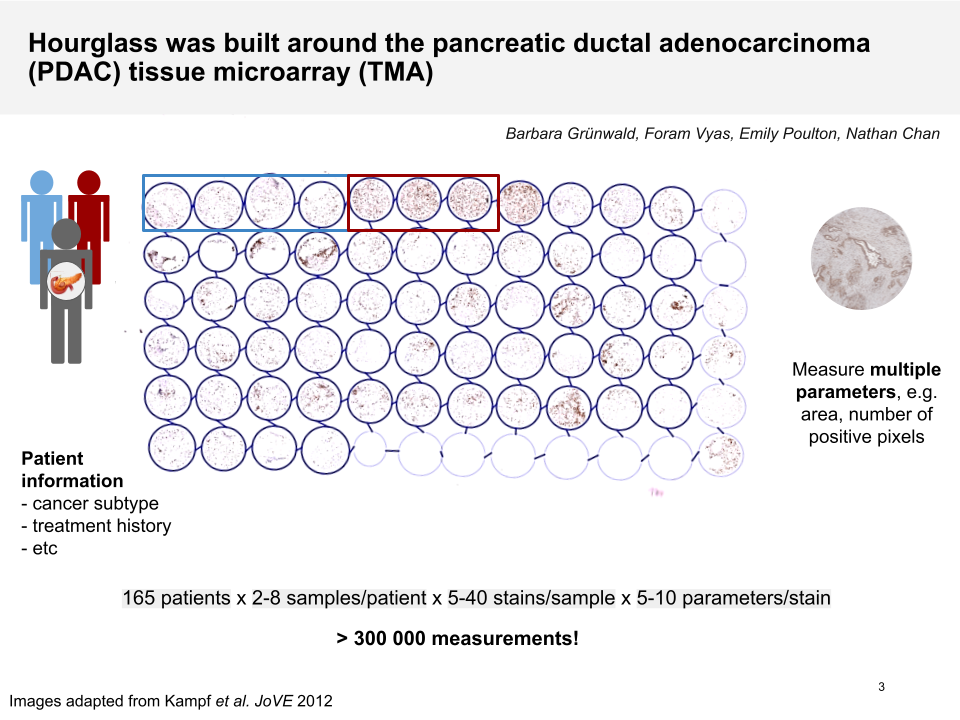 Hourglass was built around the pancreatic ductal adenocarcinoma
(PDAC) tissue microarray (TMA)
Barbara Grünwald, Foram Vyas, Emily Poulton, Nathan Chan
Measure multiple
parameters, e.g.
area, number of
positive pixels
Patient
information
- cancer subtype
- treatment history
- etc
165 patients x 2-8 samples/patient x 5-40 stains/sample x 5-10 parameters/stain
> 300 000 measurements!
3
Images adapted from Kampf et al. JoVE 2012